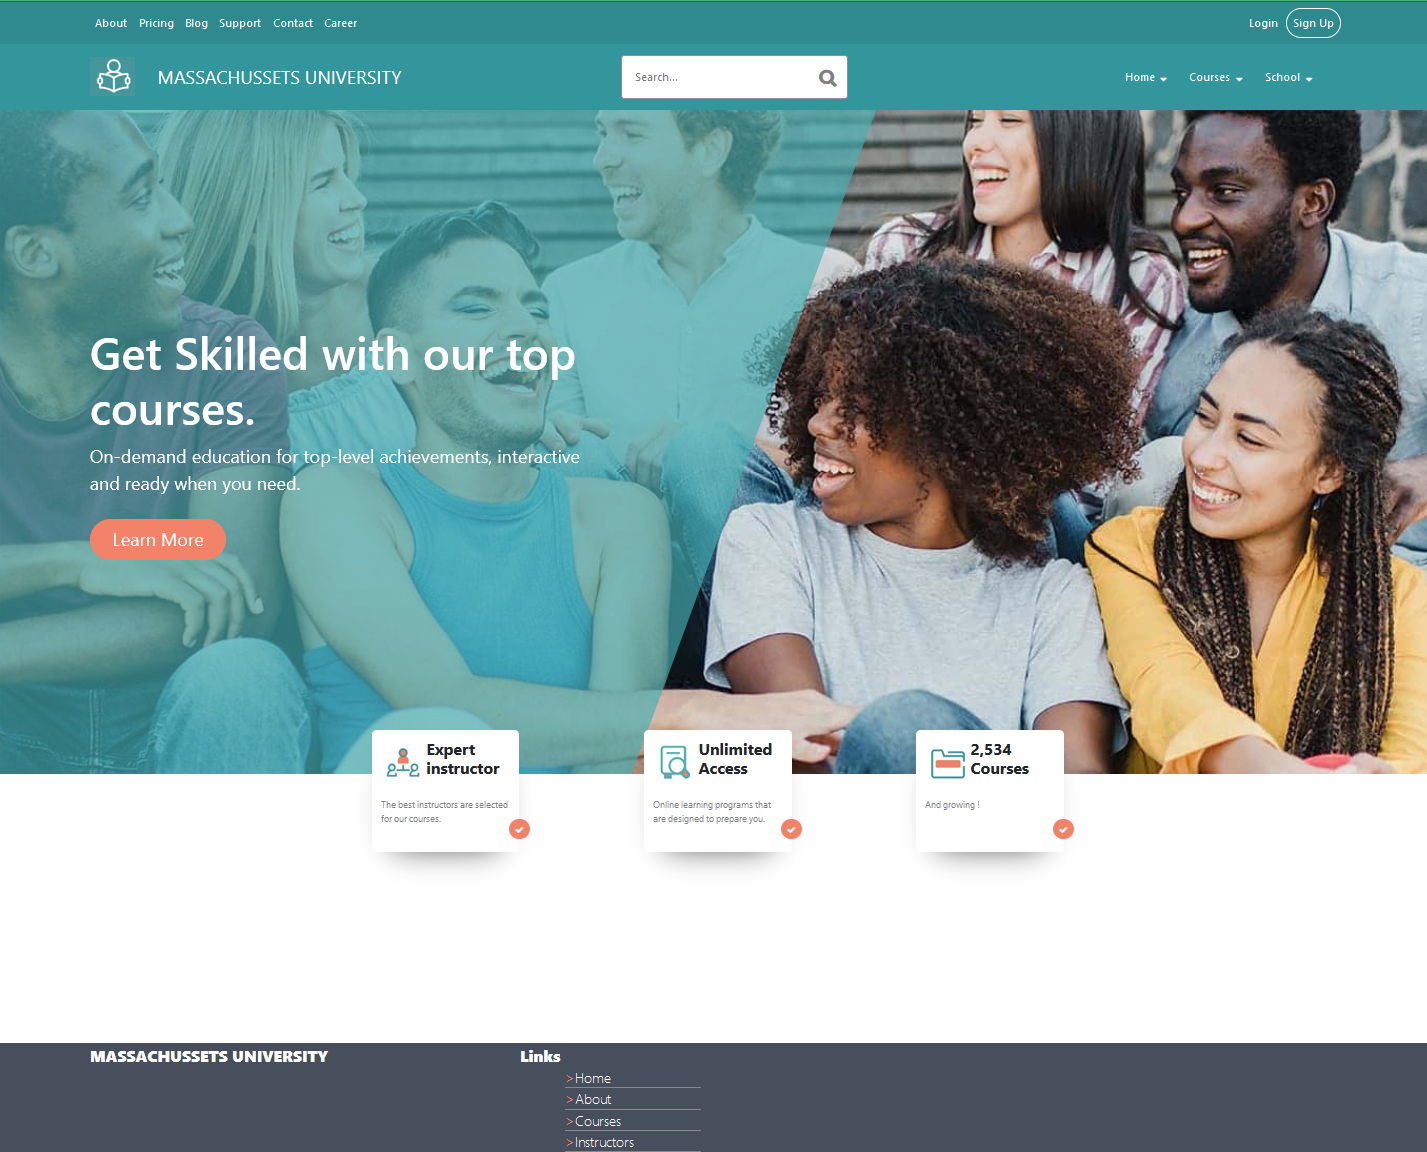 About Pricing Blog Support Contact Career
Login Sign Up
MASSACHUSSETS UNIVERSITY
Search...
Home Courses School
Get Skilled with our top
courses.
On-demand education for top-level achievements, interactive
and ready when you need.
Learn More
Expert
instructor
The best instructors are selected
for our courses.
Unlimited
Access
Online learning programs that
are designed to prepare you.
2,534
Courses
And growing !
MASSACHUSSETS UNIVERSITY
Links
>Home
>About
>Courses
>Instructors